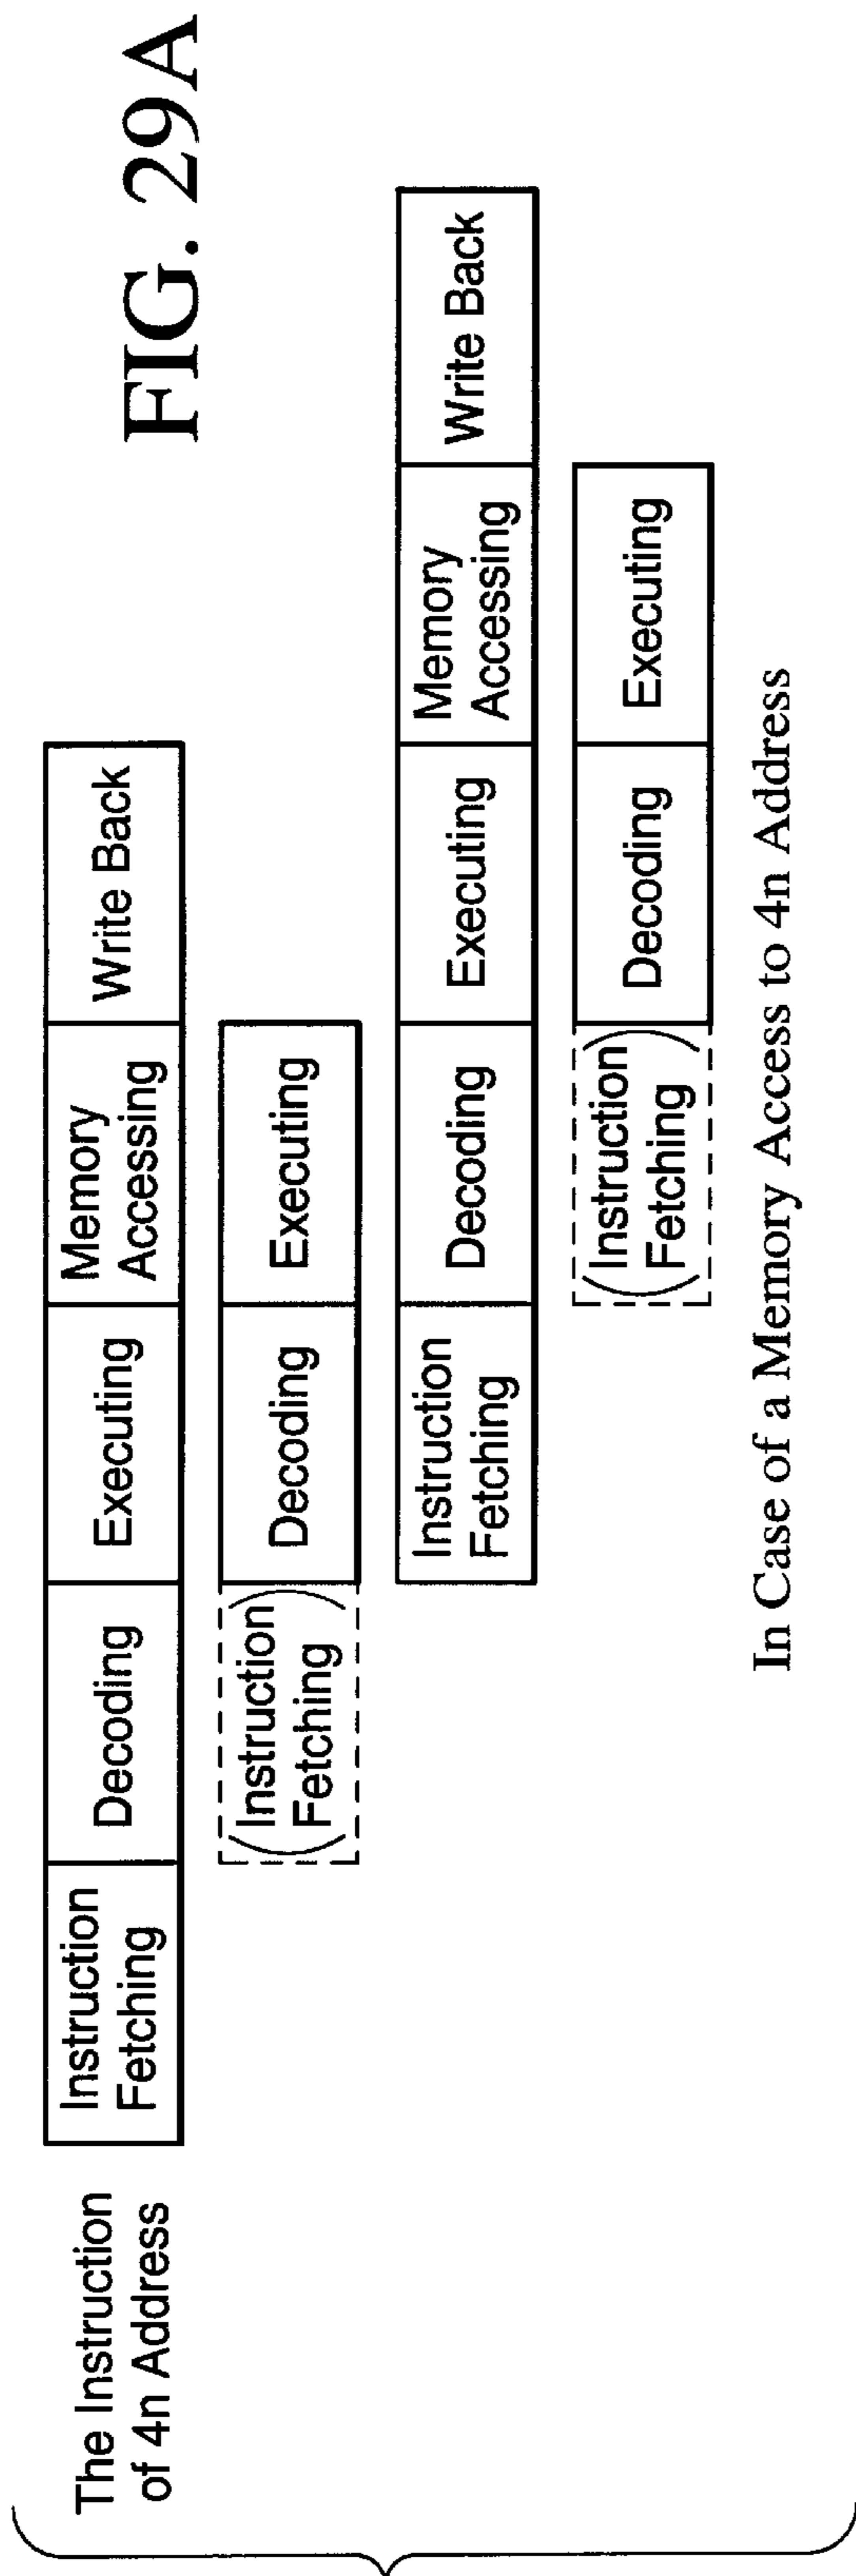 FIG. 29A
The Instruction
of 4n Address
Instruction
Fetching
Decoding
Executing
Memory
Accessing
Write Back
(Instruction
Fetching)
Decoding
Executing
Instruction
Fetching
Decoding
Executing
Memory
Accessing
Write Back
(Instruction
Fetching)
Decoding
Executing
In Case of a Memory Access to 4n Address